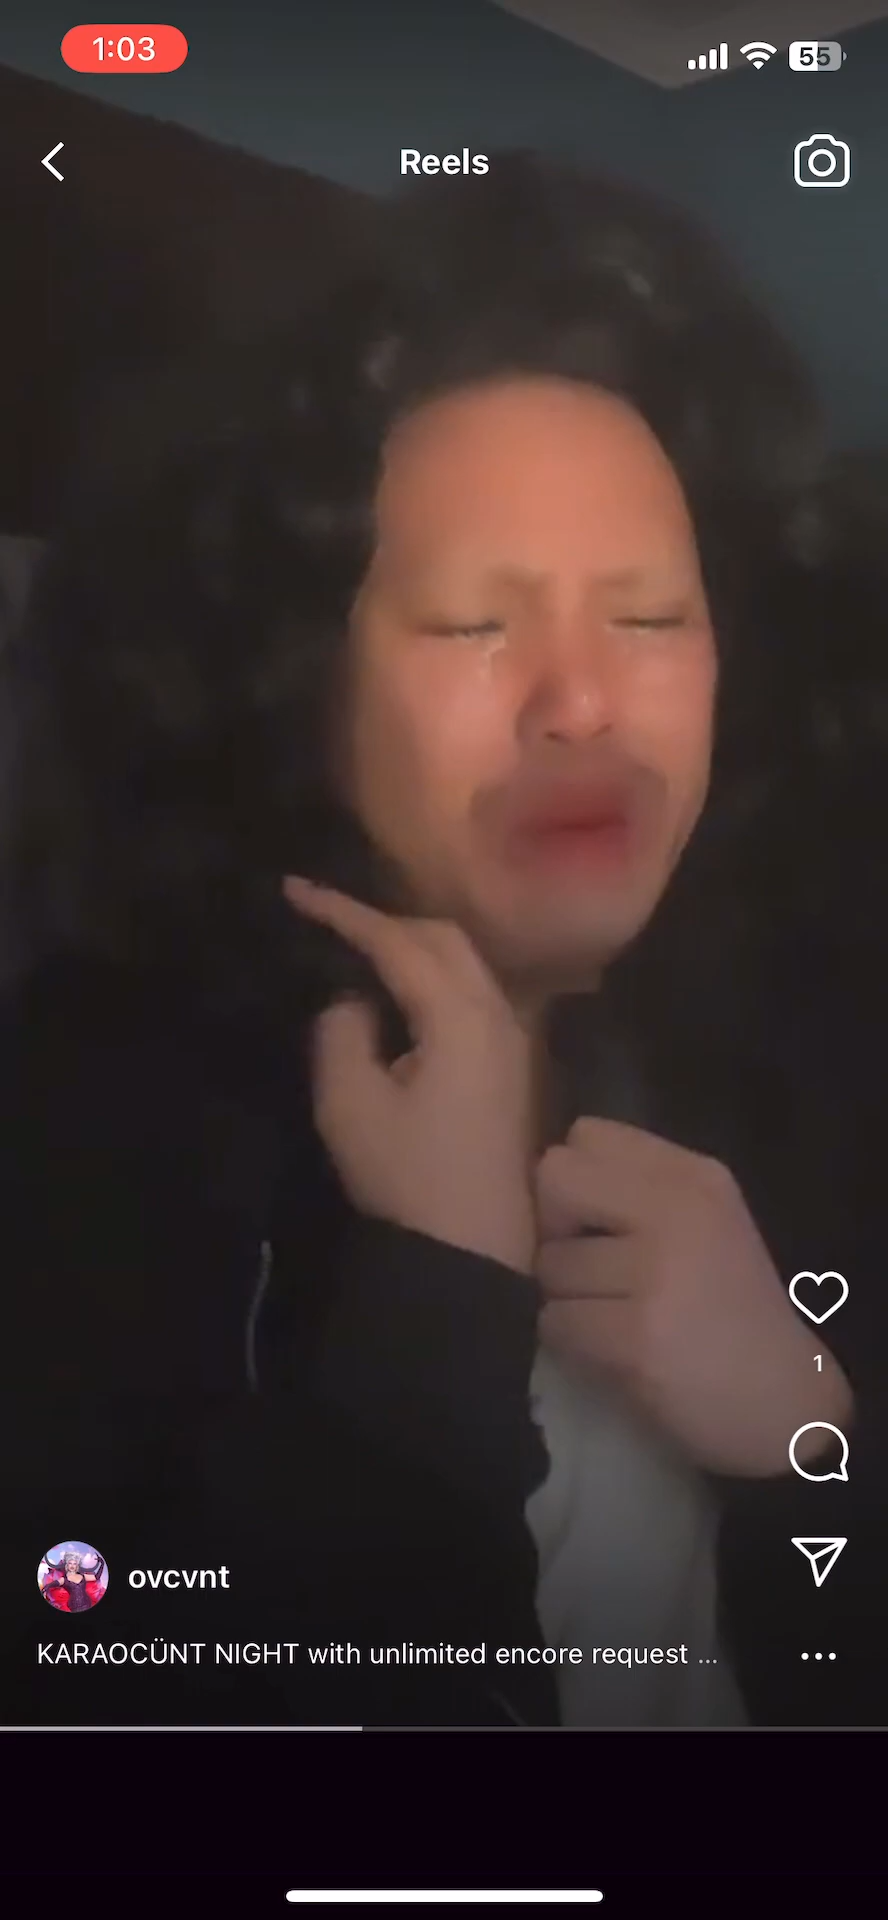 1:03
55
Reels
1
ovcvnt
KARAOCÜNT NIGHT with unlimited encore request ...